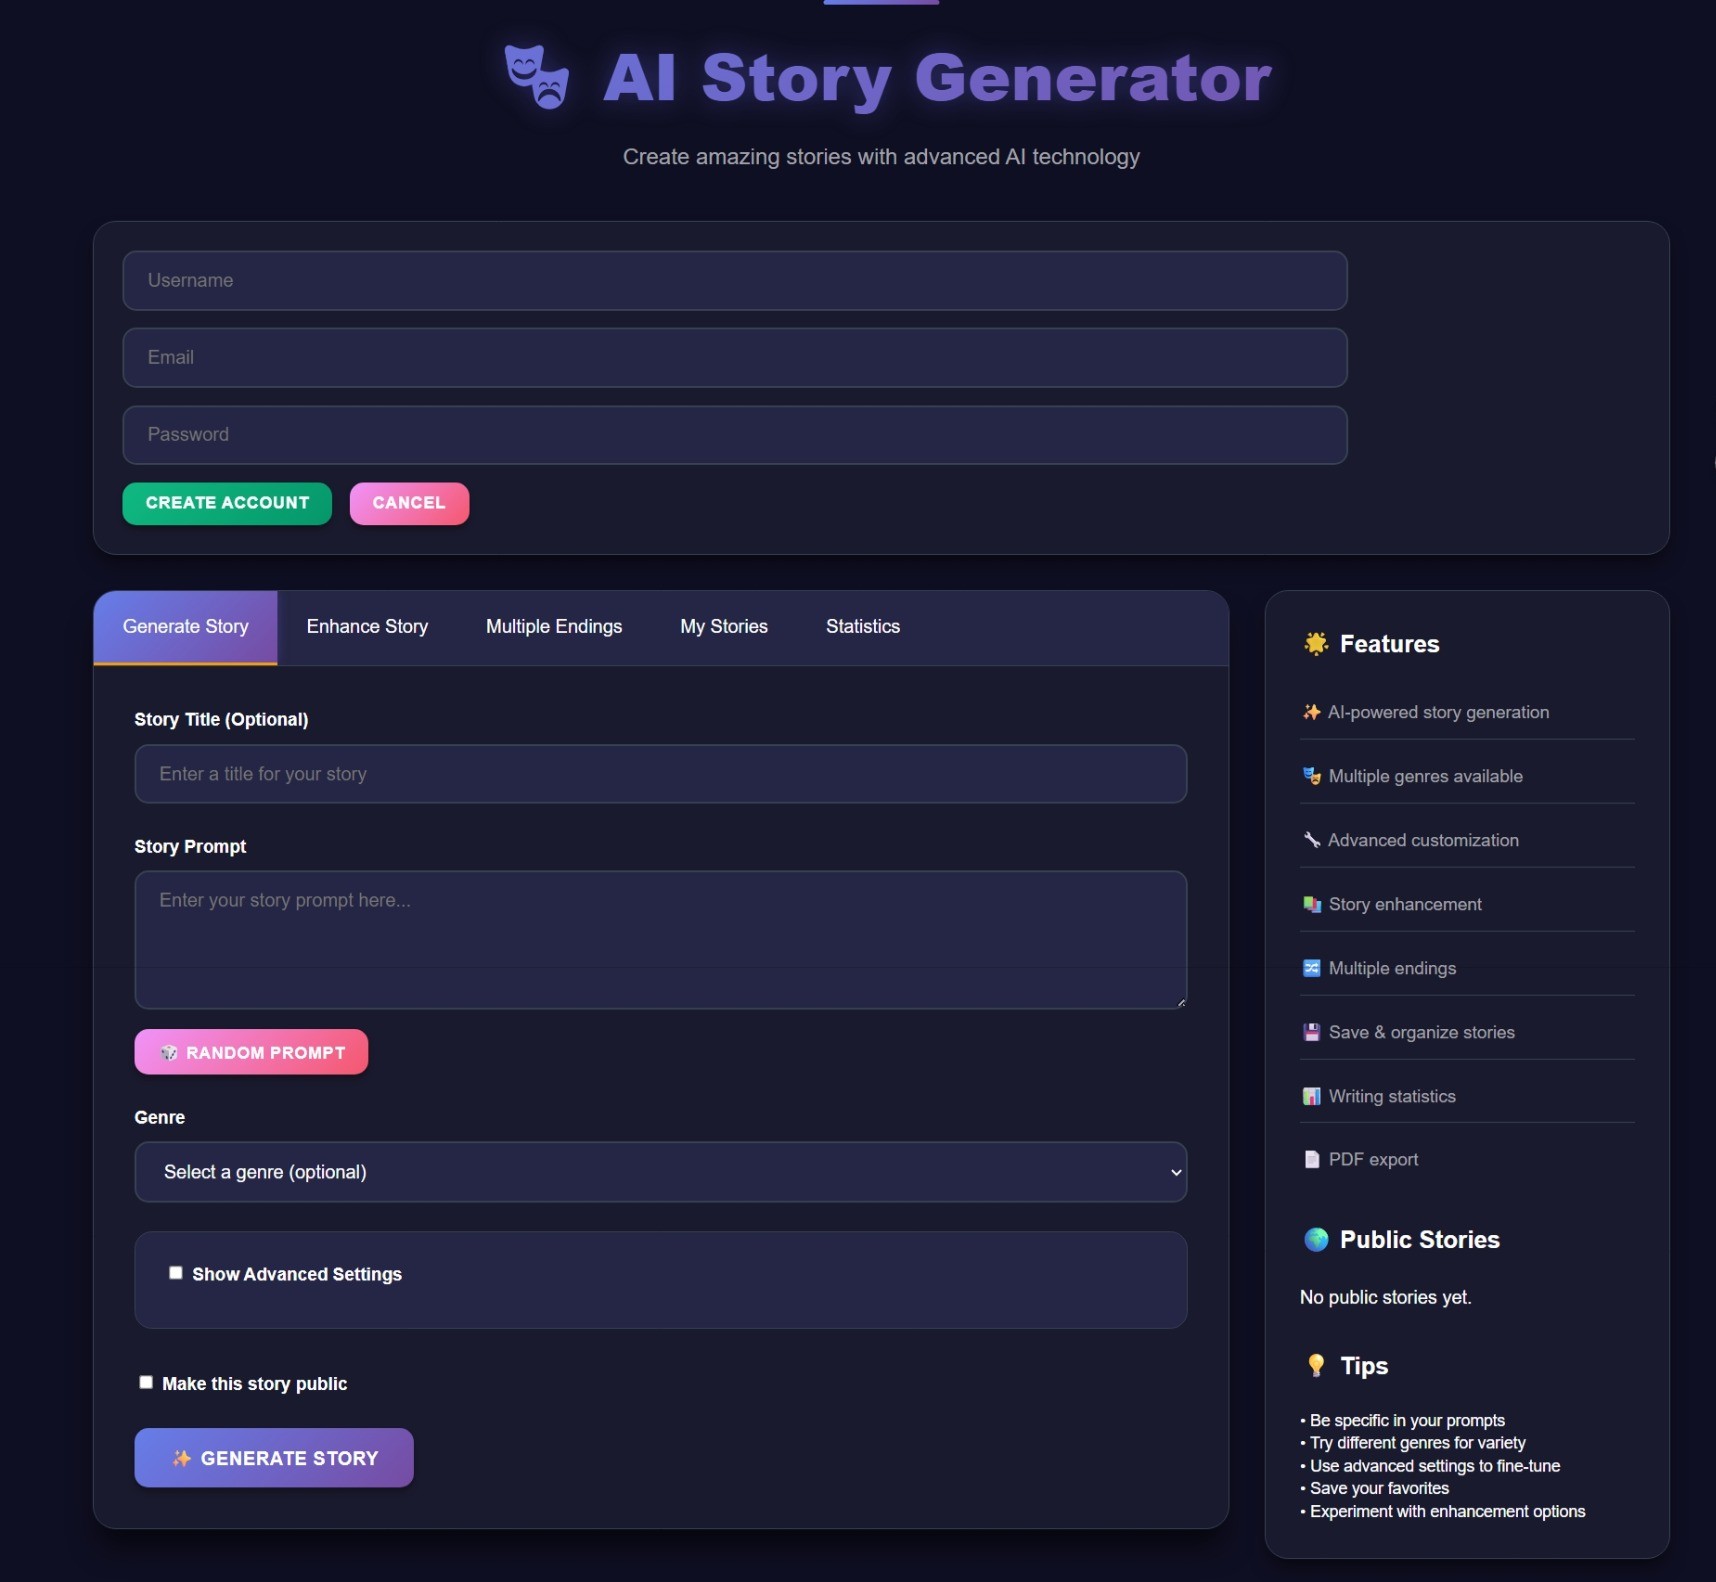 AI Story Generator
Create amazing stories with advanced AI technology
Username
Email
Password
CREATE ACCOUNT
CANCEL
Generate Story
Enhance Story
Multiple Endings
My Stories
Statistics
Story Title (Optional)
Enter a title for your story
Story Prompt
Enter your story prompt here...
RANDOM PROMPT
Genre
Select a genre (optional)
Show Advanced Settings
Make this story public
GENERATE STORY
Features
AI-powered story generation
Multiple genres available
Advanced customization
Story enhancement
Multiple endings
Save & organize stories
Writing statistics
PDF export
Public Stories
No public stories yet.
Tips
• Be specific in your prompts
• Try different genres for variety
• Use advanced settings to fine-tune
• Save your favorites
• Experiment with enhancement options